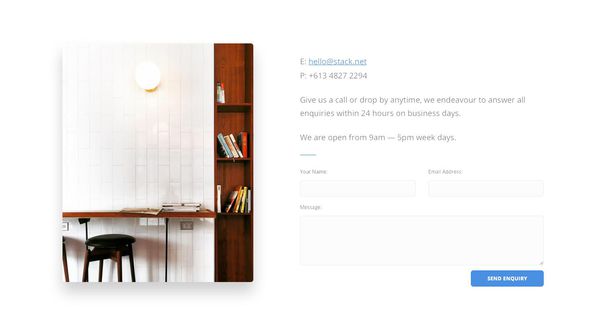 E: hello@stack.net
P: +613 4827 2294
Give us a call or drop by anytime, we endeavour to answer all
enquiries within 24 hours on business days.
We are open from 9am — 5pm week days.
Your Name:
Email Address:
Message:
SEND ENQUIRY